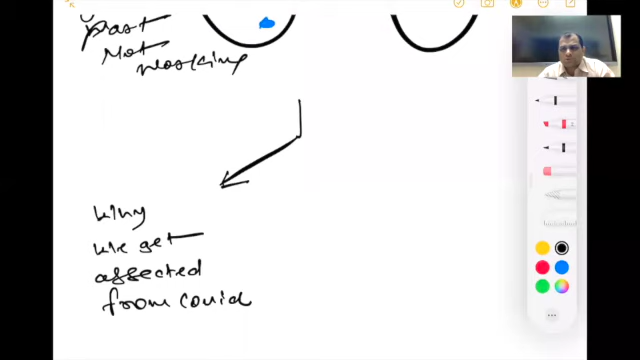 past
Not
working
Why
we get
affected
from covid